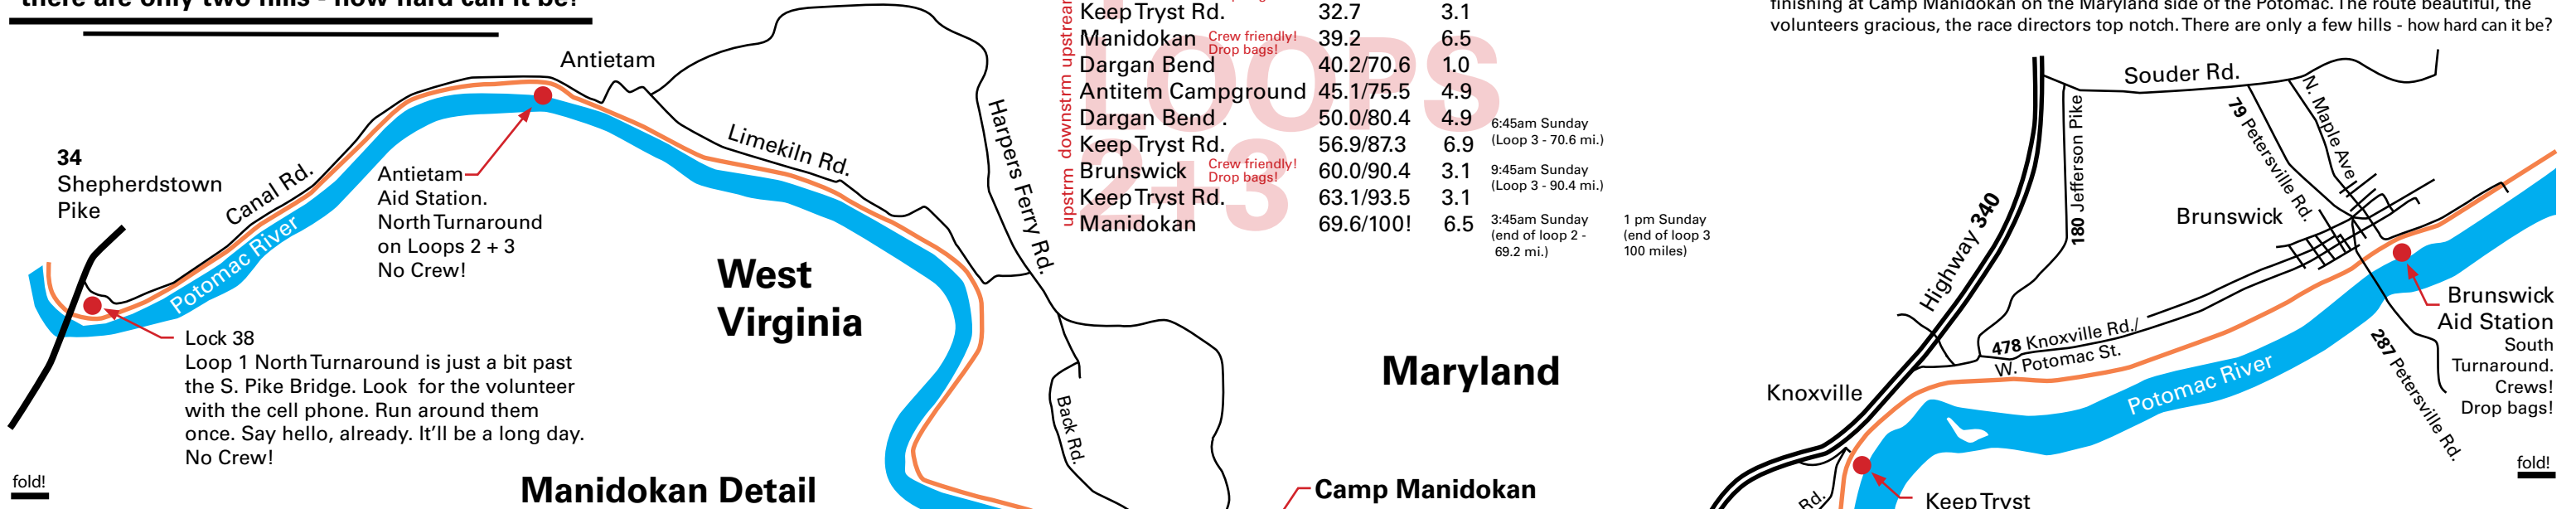 there are only two hills - how hard can it be?
34
Shepherdstown
Pike
Canal Rd.
Potomac River
Antietam
Antietam
Aid Station.
North Turnaround
on Loops 2 + 3
No Crew!
Lock 38
Loop 1 North Turnaround is just a bit past
the S. Pike Bridge. Look for the volunteer
with the cell phone. Run around them
once. Say hello, already. It'll be a long day.
No Crew!
fold!
Limekiln Rd.
Harpers Ferry Rd.
West
Virginia
Manidokan Detail
Back Rd.
LOOPS
2+3
upstrm downstrm upstream
Keep Tryst Rd. 32.7 3.1
Manidokan Crew friendly! Drop bags! 39.2 6.5
Dargan Bend 40.2/70.6 1.0
Antitem Campground 45.1/75.5 4.9
Dargan Bend . 50.0/80.4 4.9
6:45am Sunday
(Loop 3 - 70.6 mi.)
Keep Tryst Rd. 56.9/87.3 6.9
Brunswick Crew friendly! Drop bags! 60.0/90.4 3.1
9:45am Sunday
(Loop 3 - 90.4 mi.)
Keep Tryst Rd. 63.1/93.5 3.1
Manidokan 69.6/100! 6.5
3:45am Sunday
(end of loop 2 -
69.2 mi.)
1 pm Sunday
(end of loop 3
100 miles)
Maryland
Camp Manidokan
finishing at Camp Manidokan on the Maryland side of the Potomac. The route beautiful, the
volunteers gracious, the race directors top notch. There are only a few hills - how hard can it be?
Souder Rd.
180 Jefferson Pike
79 Petersville Rd.
N. Maple Ave.
Brunswick
Highway 340
478 Knoxville Rd./
W. Potomac St.
Knoxville
Potomac River
287 Petersville Rd.
Brunswick
Aid Station
South
Turnaround.
Crews!
Drop bags!
Rd.
Keep Tryst
fold!